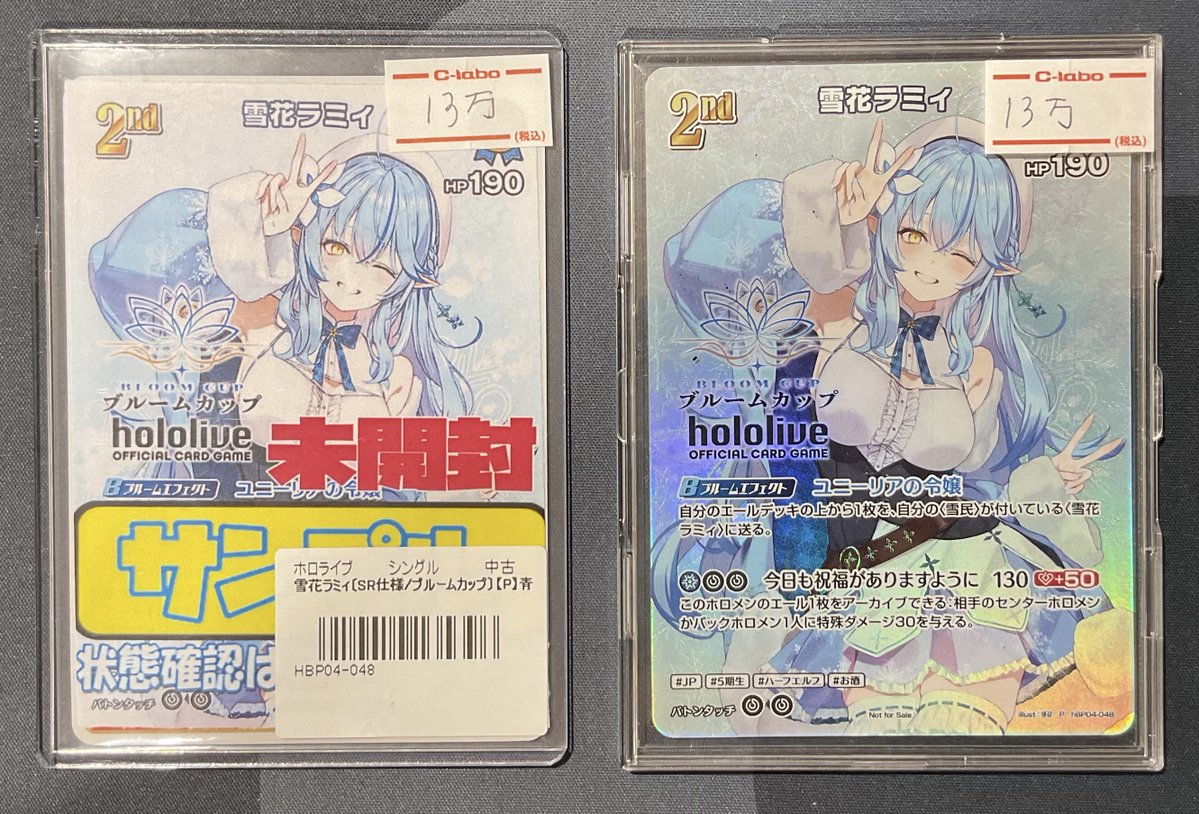 C-labo
13万
(税込)
2nd
雪花ラミィ
HP190
BLOOM CUP
ブルームカップ
hololive
OFFICIAL CARD GAME
未開封
Bブルームエフェクト ユニーリアの令嬢
サンプル
ホロライブ シングル 中古
雪花ラミィ[SR仕様/ブルームカップ]【P】青
HBP04-048
状態確認は
バトンタッチ
C-labo
13万
(税込)
2nd
雪花ラミィ
HP190
BLOOM CUP
ブルームカップ
hololive
OFFICIAL CARD GAME
Bブルームエフェクト ユニーリアの令嬢
自分のエールデッキの上から1枚を、自分の〈雪民〉が付いている〈雪花
ラミィ〉に送る。
今日も祝福がありますように 130 +50
このホロメンのエール1枚をアーカイブできる:相手のセンターホロメン
かバックホロメン1人に特殊ダメージ30を与える。
#JP #5期生 #ハーフエルフ #お酒
バトンタッチ
Not for Sale
illust: P hBP04-048